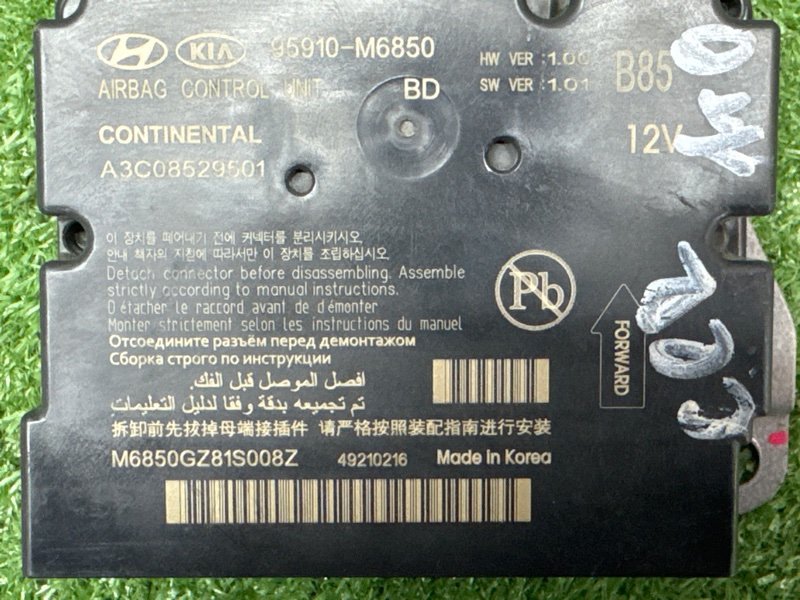 KIA 95910-M6850
HW VER :1.00
B85
AIRBAG CONTROL UNIT BD
SW VER :1.01
CONTINENTAL
12V
A3C08529501
이 장치를 떼어내기 전에 커넥터를 분리시키시오.
안내 책자의 지침에 따라서만 이 장치를 조립하십시오.
Detach connector before disassembling. Assemble
strictly according to manual instructions.
D étacher le raccord avant de démonter
Monter strictement selon les instructions du manuel
Отсоедините разъём перед демонтажом
Сборка строго по инструкции
افصل الموصل قبل الفك.
تم تجميعه بدقة وفقا لدليل التعليمات
拆卸前先拔掉母端接插件 请严格按照装配指南进行安装
Pb
FORWARD
M6850GZ81S008Z 49210216 Made in Korea